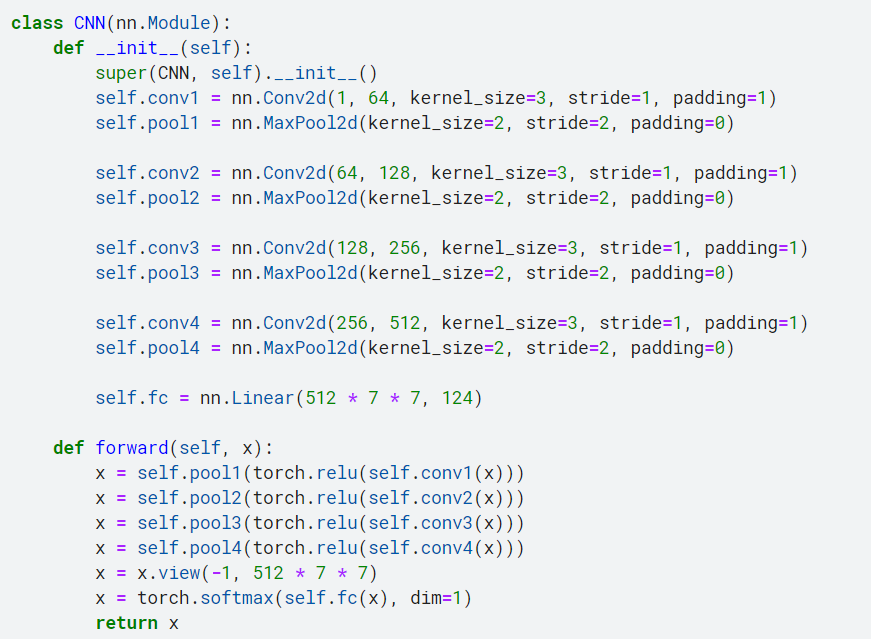 class CNN(nn.Module):
    def __init__(self):
        super(CNN, self).__init__()
        self.conv1 = nn.Conv2d(1, 64, kernel_size=3, stride=1, padding=1)
        self.pool1 = nn.MaxPool2d(kernel_size=2, stride=2, padding=0)

        self.conv2 = nn.Conv2d(64, 128, kernel_size=3, stride=1, padding=1)
        self.pool2 = nn.MaxPool2d(kernel_size=2, stride=2, padding=0)

        self.conv3 = nn.Conv2d(128, 256, kernel_size=3, stride=1, padding=1)
        self.pool3 = nn.MaxPool2d(kernel_size=2, stride=2, padding=0)

        self.conv4 = nn.Conv2d(256, 512, kernel_size=3, stride=1, padding=1)
        self.pool4 = nn.MaxPool2d(kernel_size=2, stride=2, padding=0)

        self.fc = nn.Linear(512 * 7 * 7, 124)

    def forward(self, x):
        x = self.pool1(torch.relu(self.conv1(x)))
        x = self.pool2(torch.relu(self.conv2(x)))
        x = self.pool3(torch.relu(self.conv3(x)))
        x = self.pool4(torch.relu(self.conv4(x)))
        x = x.view(-1, 512 * 7 * 7)
        x = torch.softmax(self.fc(x), dim=1)
        return x